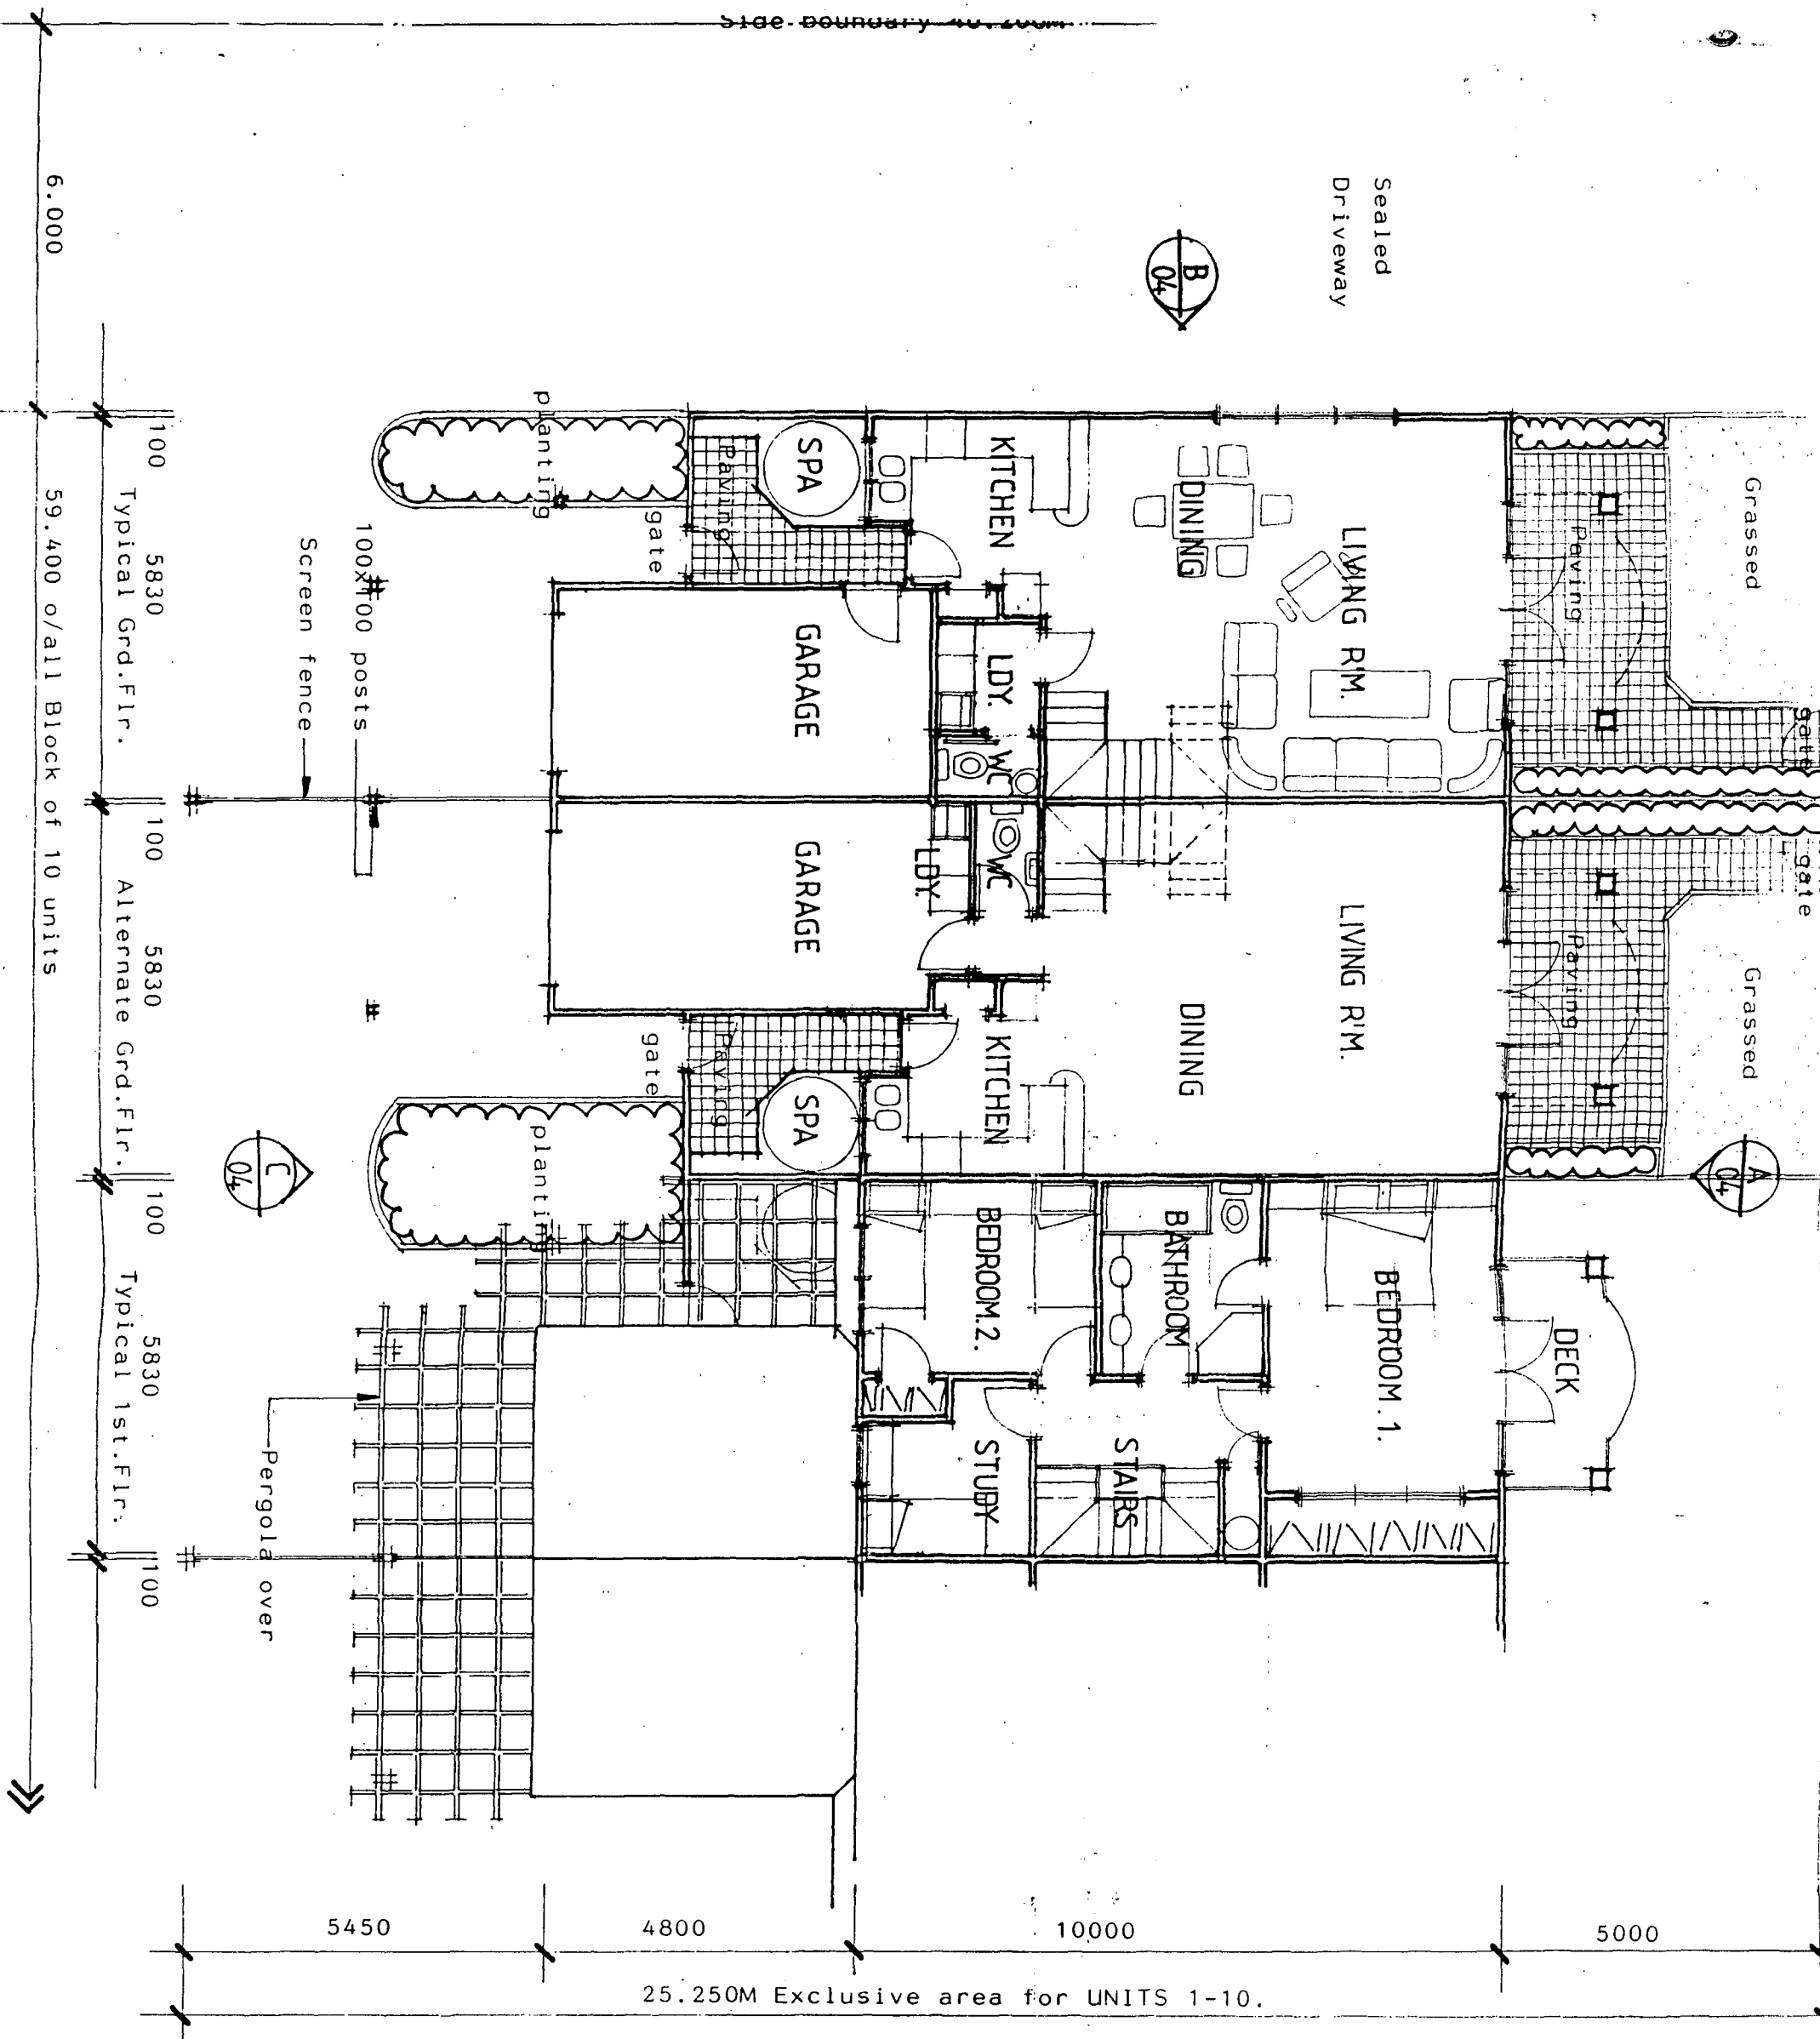 Side boundary
6.000
59.400 o/all Block of 10 units
100
5830
Typical Grd.Flr.
100
5830
Alternate Grd.Flr.
100
5830
Typical 1st.Flr.
100
Sealed
Driveway
B
04
C
04
A
04
Screen fence
100x100 posts
planting
gate
Paving
SPA
KITCHEN
DINING
LIVING R'M.
Paving
Grassed
gate
GARAGE
LDY.
WC
GARAGE
LDY.
WC
KITCHEN
DINING
LIVING R'M.
Paving
Grassed
gate
gate
Paving
SPA
planting
BEDROOM.2.
BATHROOM
BEDROOM.1.
DECK
STUDY
STAIRS
Pergola over
5450
4800
10000
5000
25.250M Exclusive area for UNITS 1-10.